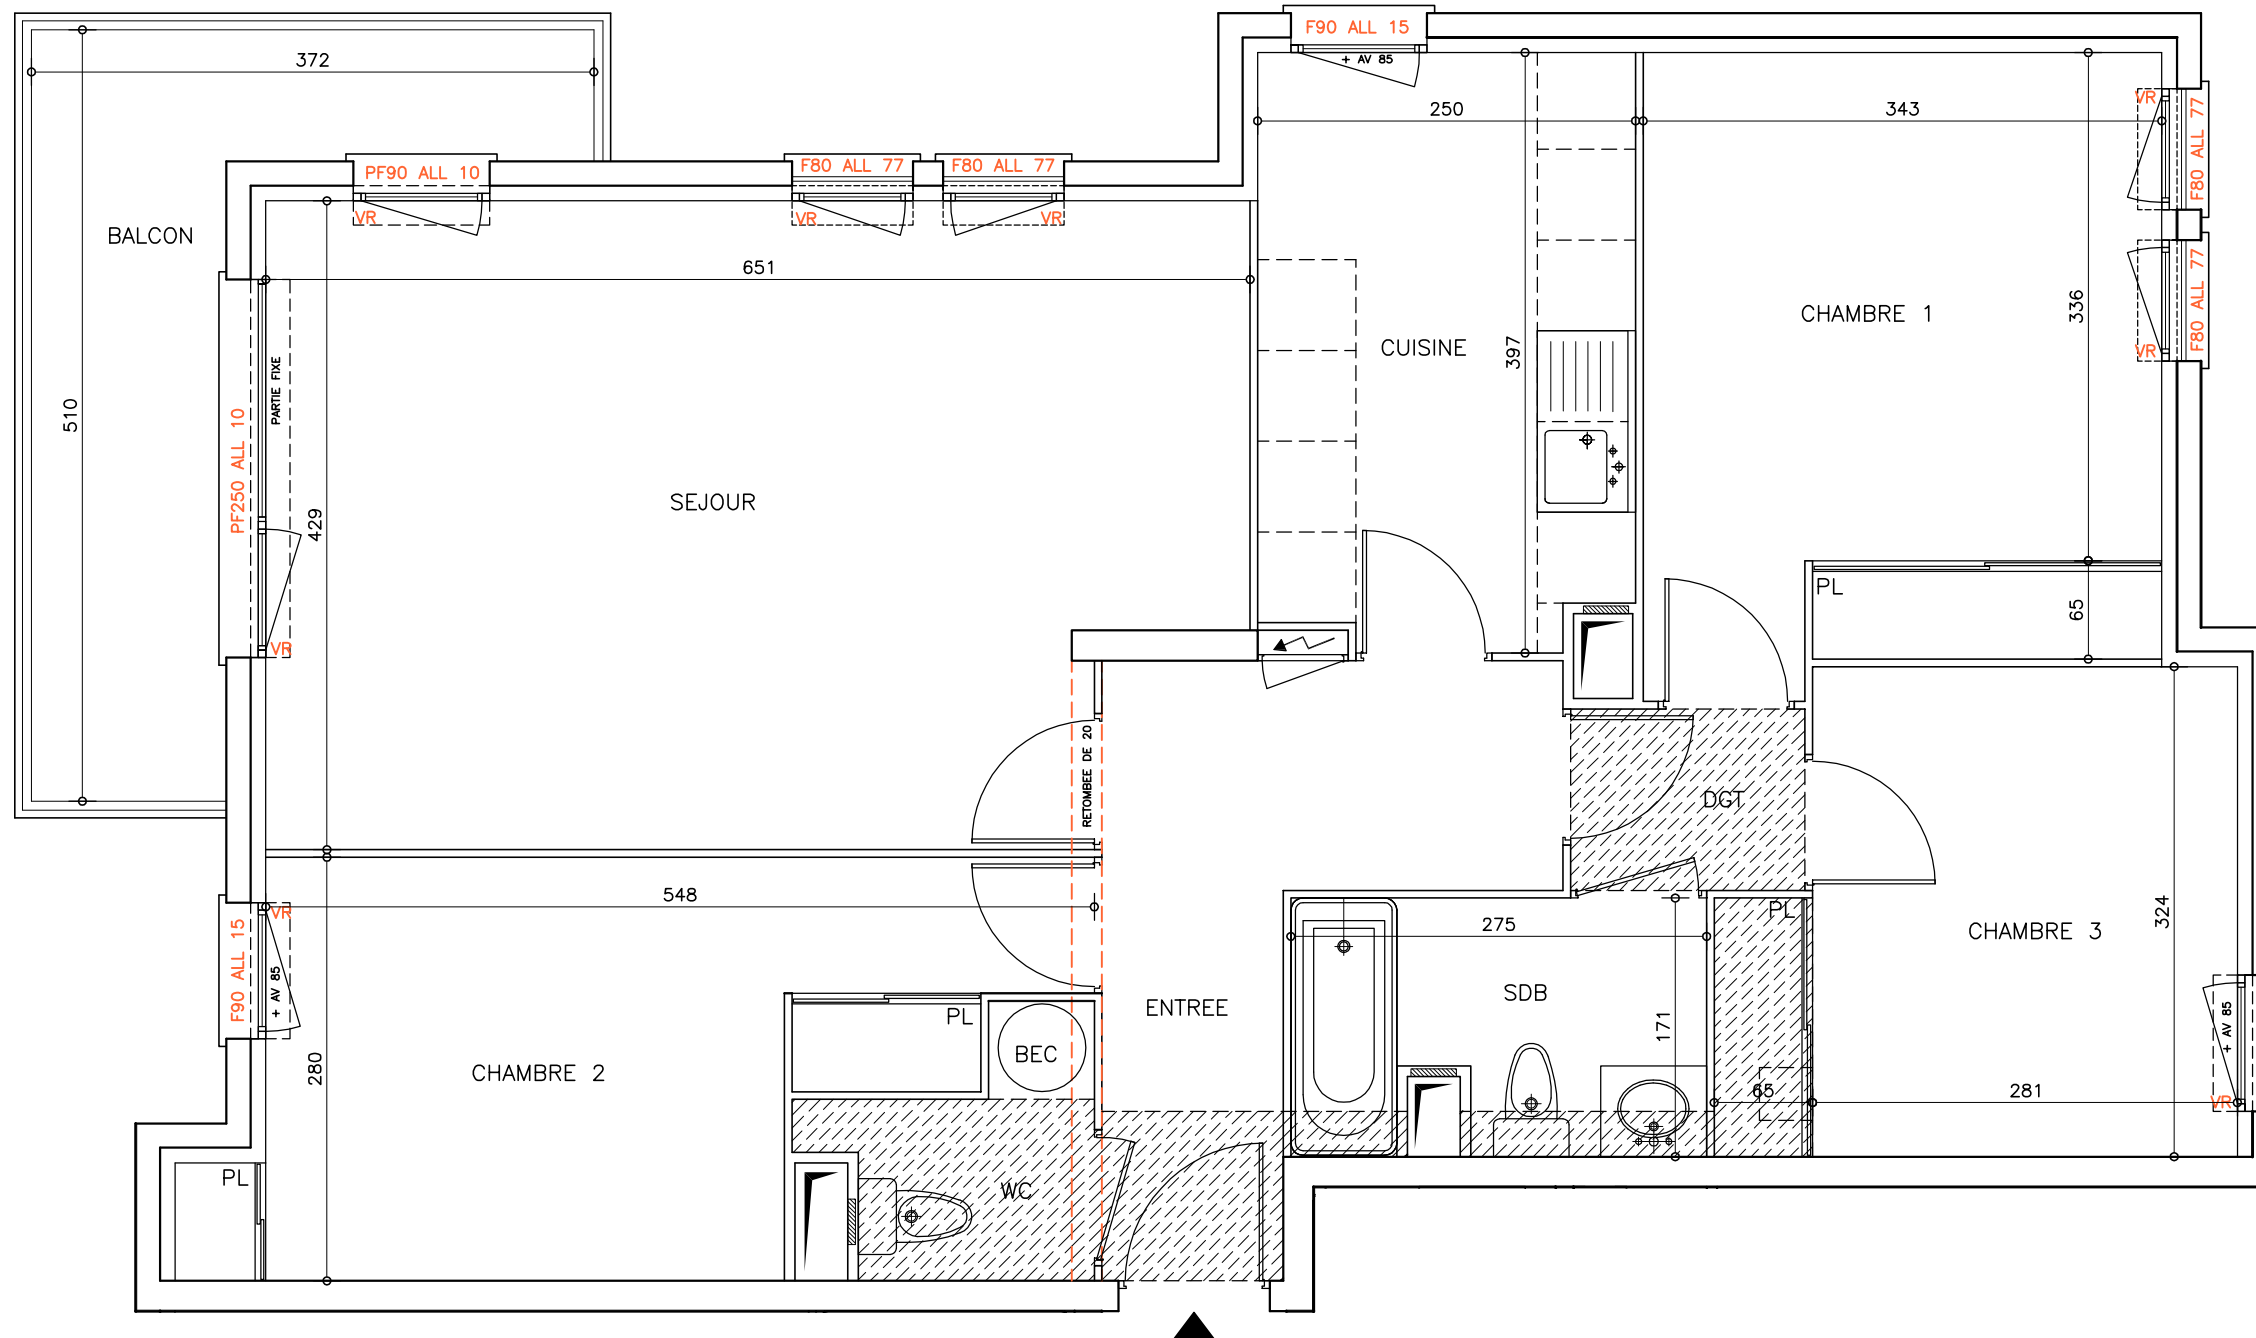 F90 ALL 15
+ AV 85
372
250
343
VR
F80 ALL 77
PF90 ALL 10
F80 ALL 77
F80 ALL 77
VR
VR
VR
BALCON
651
F80 ALL 77
VR
336
CHAMBRE 1
CUISINE
397
PARTIE FIXE
510
PF250 ALL 10
SEJOUR
429
PL
65
VR
RETOMBEE DE 20
DGT
548
VR
F90 ALL 15
+ AV 85
275
PL
324
CHAMBRE 3
SDB
ENTREE
PL
171
BEC
+ AV 85
280
CHAMBRE 2
65
281
VR
PL
WC